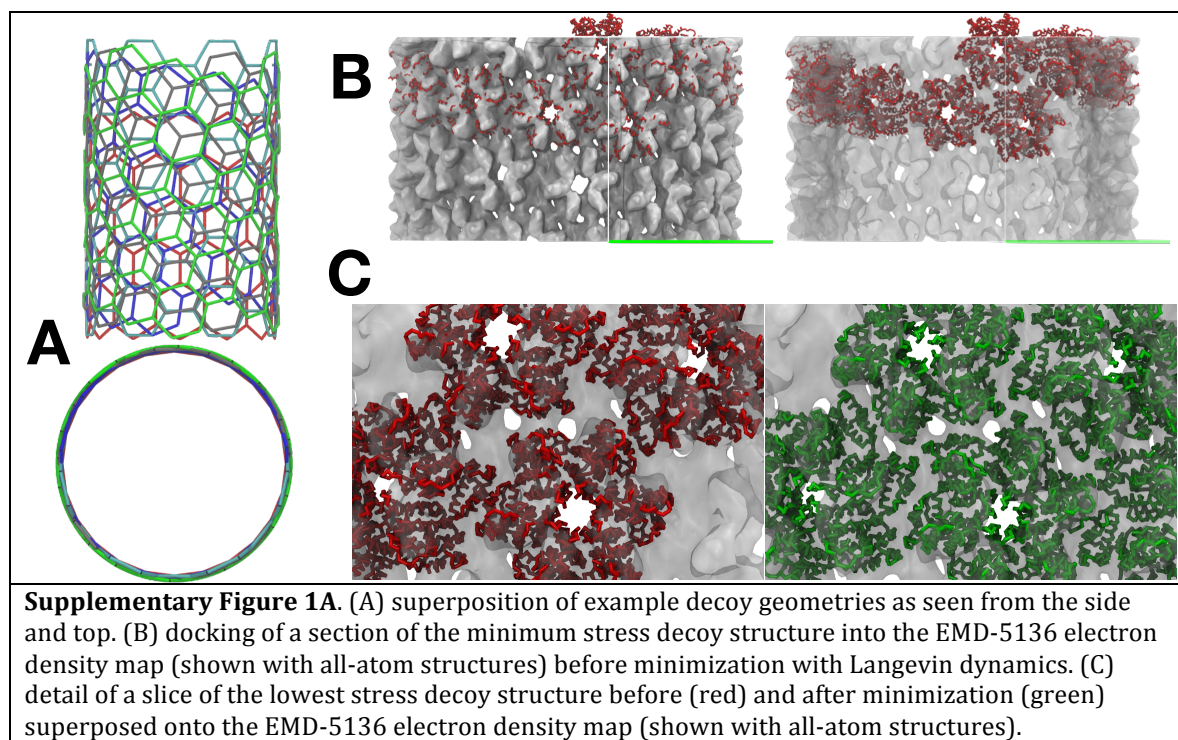 B
C
A
Supplementary Figure 1A. (A) superposition of example decoy geometries as seen from the side
and top. (B) docking of a section of the minimum stress decoy structure into the EMD-5136 electron
density map (shown with all-atom structures) before minimization with Langevin dynamics. (C)
detail of a slice of the lowest stress decoy structure before (red) and after minimization (green)
superposed onto the EMD-5136 electron density map (shown with all-atom structures).